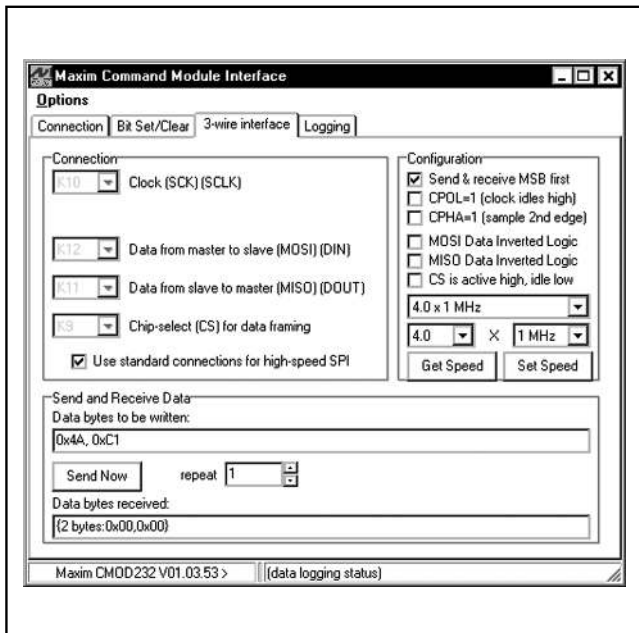 Maxim Command Module Interface
Options
Connection Bit Set/Clear 3-wire interface Logging
Connection
K10 Clock (SCK) (SCLK)
K12 Data from master to slave (MOSI) (DIN)
K11 Data from slave to master (MISO) (DOUT)
K9 Chip-select (CS) for data framing
Use standard connections for high-speed SPI
Configuration
Send & receive MSB first
CPOL=1 (clock idles high)
CPHA=1 (sample 2nd edge)
MOSI Data Inverted Logic
MISO Data Inverted Logic
CS is active high, idle low
4.0 x 1 MHz
4.0 X 1 MHz
Get Speed Set Speed
Send and Receive Data
Data bytes to be written:
0x4A, 0xC1
Send Now repeat 1
Data bytes received:
{2 bytes:0x00,0x00}
Maxim CMOD232 V01.03.53 > (data logging status)